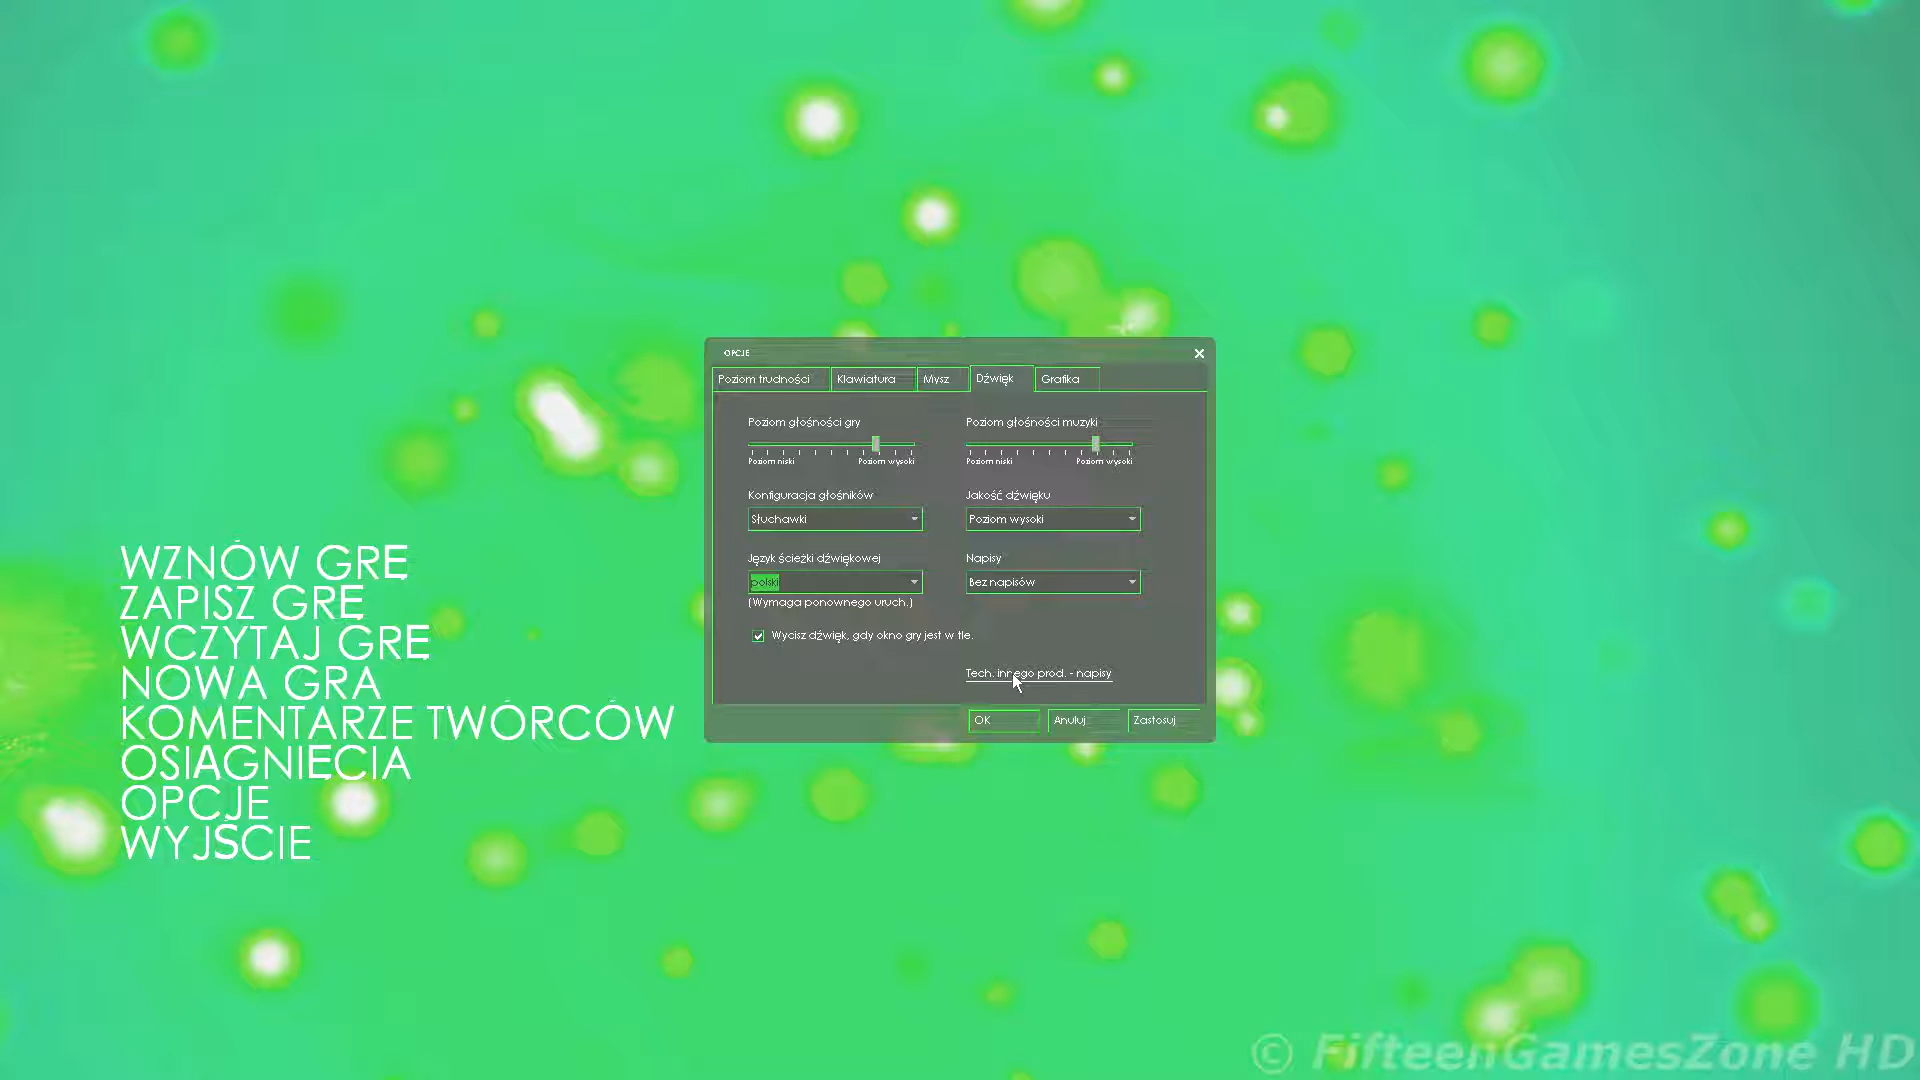 OPCJE
Poziom trudności Klawiatura Mysz Dźwięk Grafika
Poziom głośności gry Poziom głośności muzyki
Poziom niski Poziom wysoki Poziom niski Poziom wysoki
Konfiguracja głośników Jakość dźwięku
Słuchawki Poziom wysoki
Język ścieżki dźwiękowej Napisy
polski Bez napisów
(Wymaga ponownego uruch.)
Wycisz dźwięk, gdy okno gry jest w tle.
Tech. innego prod. - napisy
OK Anuluj Zastosuj
WZNÓW GRĘ
ZAPISZ GRĘ
WCZYTAJ GRĘ
NOWA GRA
KOMENTARZE TWÓRCÓW
OSIĄGNIĘCIA
OPCJE
WYJŚCIE
© FifteenGamesZone HD